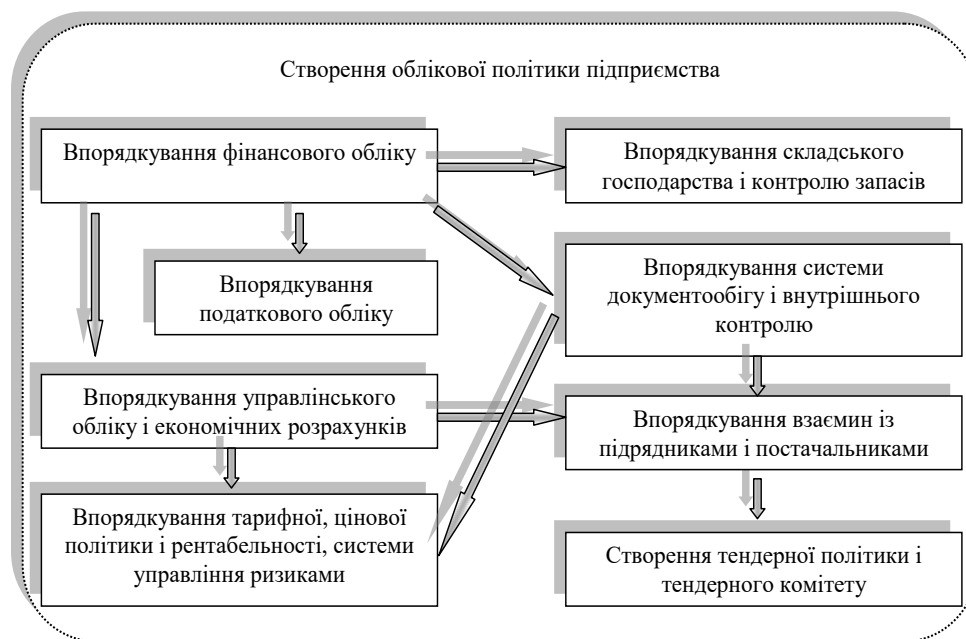 Створення облікової політики підприємства
Впорядкування фінансового обліку
Впорядкування складського
господарства і контролю запасів
Впорядкування
податкового обліку
Впорядкування системи
документообігу і внутрішнього
контролю
Впорядкування управлінського
обліку і економічних розрахунків
Впорядкування взаємин із
підрядниками і постачальниками
Впорядкування тарифної, цінової
політики і рентабельності, системи
управління ризиками
Створення тендерної політики і
тендерного комітету